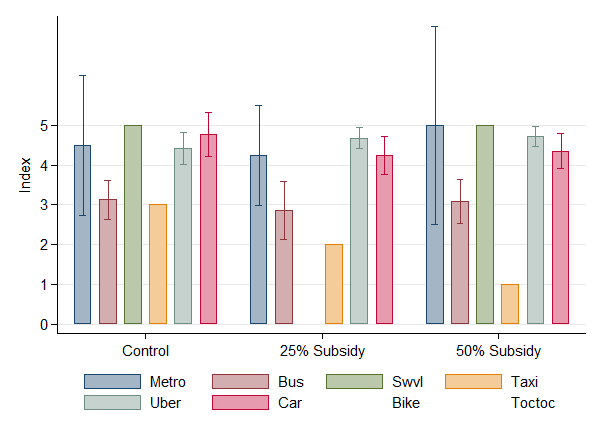 Index
5
4
3
2
1
0
Control 25% Subsidy 50% Subsidy
Metro Bus Swvl Taxi
Uber Car Bike Toctoc